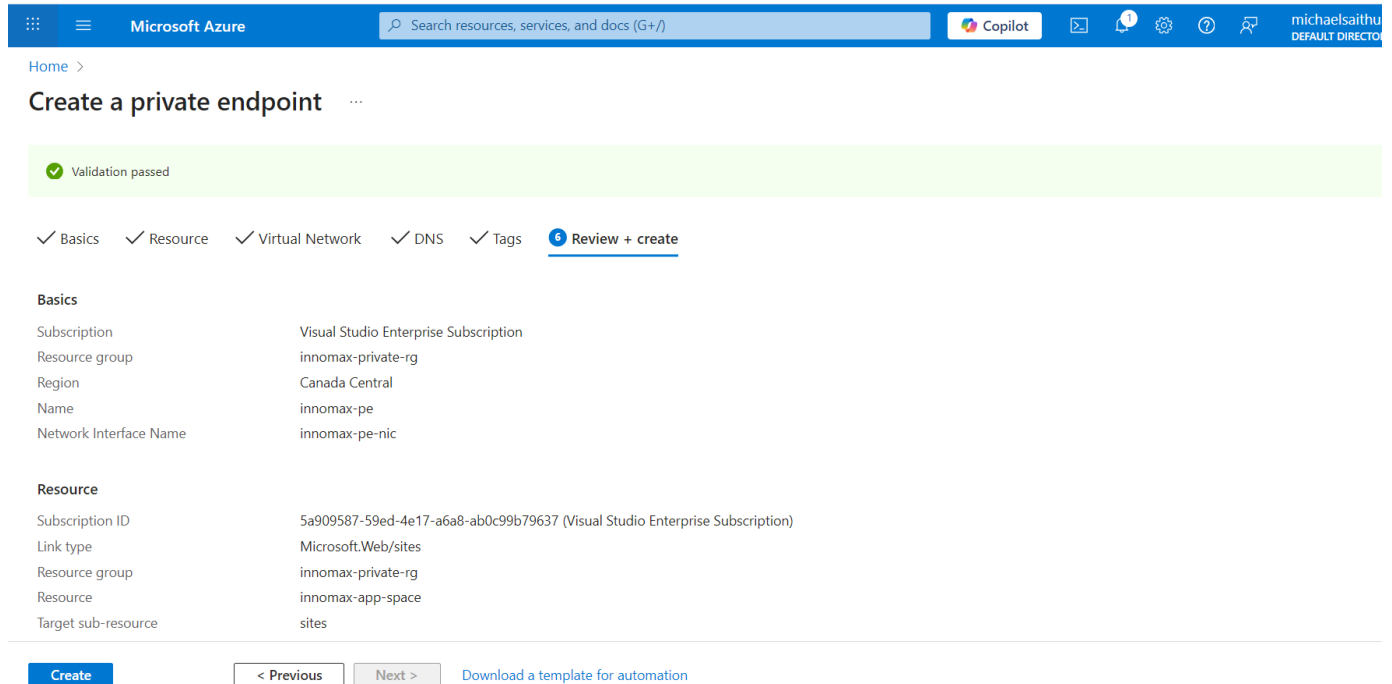 Microsoft Azure
Search resources, services, and docs (G+/)
Copilot
1
michaelsaithu
DEFAULT DIRECTO
Home >
Create a private endpoint ...
Validation passed
Basics Resource Virtual Network DNS Tags 6 Review + create
Basics
Subscription Visual Studio Enterprise Subscription
Resource group innomax-private-rg
Region Canada Central
Name innomax-pe
Network Interface Name innomax-pe-nic
Resource
Subscription ID 5a909587-59ed-4e17-a6a8-ab0c99b79637 (Visual Studio Enterprise Subscription)
Link type Microsoft.Web/sites
Resource group innomax-private-rg
Resource innomax-app-space
Target sub-resource sites
Create < Previous Next > Download a template for automation